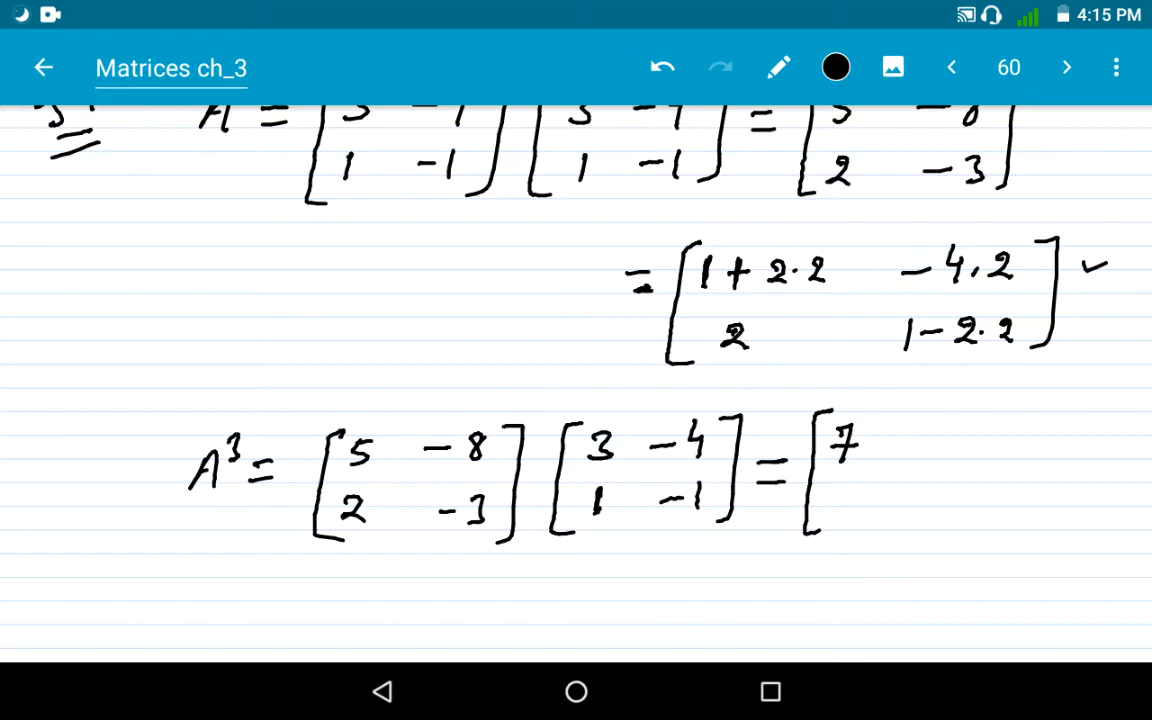 4:15 PM
Matrices ch_3 60
A = [3 -4 [3 -4 = [5 -8
1 -1] 1 -1] 2 -3]
= [1 + 2·2 -4·2 ✓
2 1 - 2·2]
A³ = [5 -8 [3 -4 = [7
2 -3] 1 -1]